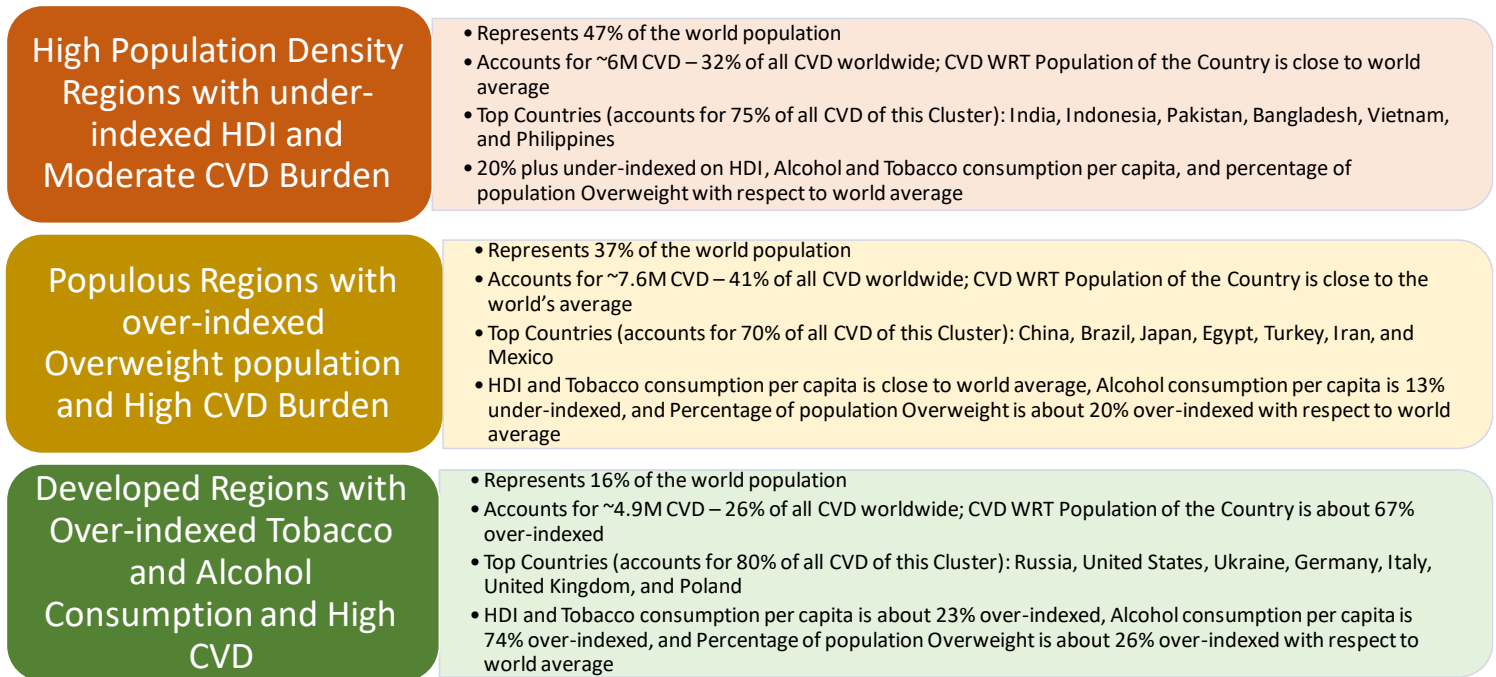 High Population Density
Regions with under-
indexed HDI and
Moderate CVD Burden
• Represents 47% of the world population
• Accounts for ~6M CVD – 32% of all CVD worldwide; CVD WRT Population of the Country is close to world
average
• Top Countries (accounts for 75% of all CVD of this Cluster): India, Indonesia, Pakistan, Bangladesh, Vietnam,
and Philippines
• 20% plus under-indexed on HDI, Alcohol and Tobacco consumption per capita, and percentage of
population Overweight with respect to world average
Populous Regions with
over-indexed
Overweight population
and High CVD Burden
• Represents 37% of the world population
• Accounts for ~7.6M CVD – 41% of all CVD worldwide; CVD WRT Population of the Country is close to the
world’s average
• Top Countries (accounts for 70% of all CVD of this Cluster): China, Brazil, Japan, Egypt, Turkey, Iran, and
Mexico
• HDI and Tobacco consumption per capita is close to world average, Alcohol consumption per capita is 13%
under-indexed, and Percentage of population Overweight is about 20% over-indexed with respect to world
average
Developed Regions with
Over-indexed Tobacco
and Alcohol
Consumption and High
CVD
• Represents 16% of the world population
• Accounts for ~4.9M CVD – 26% of all CVD worldwide; CVD WRT Population of the Country is about 67%
over-indexed
• Top Countries (accounts for 80% of all CVD of this Cluster): Russia, United States, Ukraine, Germany, Italy,
United Kingdom, and Poland
• HDI and Tobacco consumption per capita is about 23% over-indexed, Alcohol consumption per capita is
74% over-indexed, and Percentage of population Overweight is about 26% over-indexed with respect to
world average